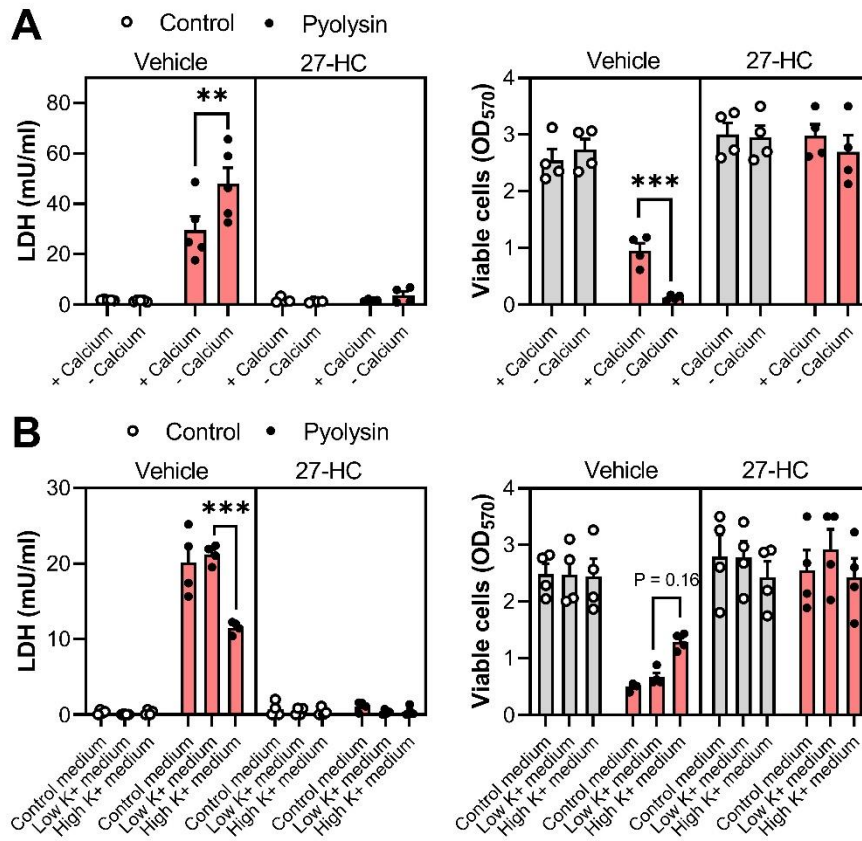 A
Control
Pyolysin
Vehicle
27-HC
LDH (mU/ml)
80
60
40
20
0
**
+ Calcium
- Calcium
+ Calcium
- Calcium
+ Calcium
- Calcium
+ Calcium
- Calcium
Vehicle
27-HC
Viable cells (OD570)
4
3
2
1
0
***
+ Calcium
- Calcium
+ Calcium
- Calcium
+ Calcium
- Calcium
+ Calcium
- Calcium
B
Control
Pyolysin
Vehicle
27-HC
LDH (mU/ml)
30
20
10
0
***
Control medium
Low K+ medium
High K+ medium
Control medium
Low K+ medium
High K+ medium
Control medium
Low K+ medium
High K+ medium
Control medium
Low K+ medium
High K+ medium
Vehicle
27-HC
Viable cells (OD570)
4
3
2
1
0
P = 0.16
Control medium
Low K+ medium
High K+ medium
Control medium
Low K+ medium
High K+ medium
Control medium
Low K+ medium
High K+ medium
Control medium
Low K+ medium
High K+ medium